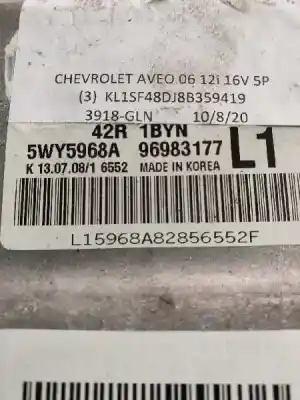 CHEVROLET AVEO 06 12i 16V 5P
(3) KL1SF48DJ8B359419
3918-GLN 10/8/20
42R 1BYN
5WY5968A 96983177 L1
K 13.07.08/1 6552 MADE IN KOREA
L15968A82856552F